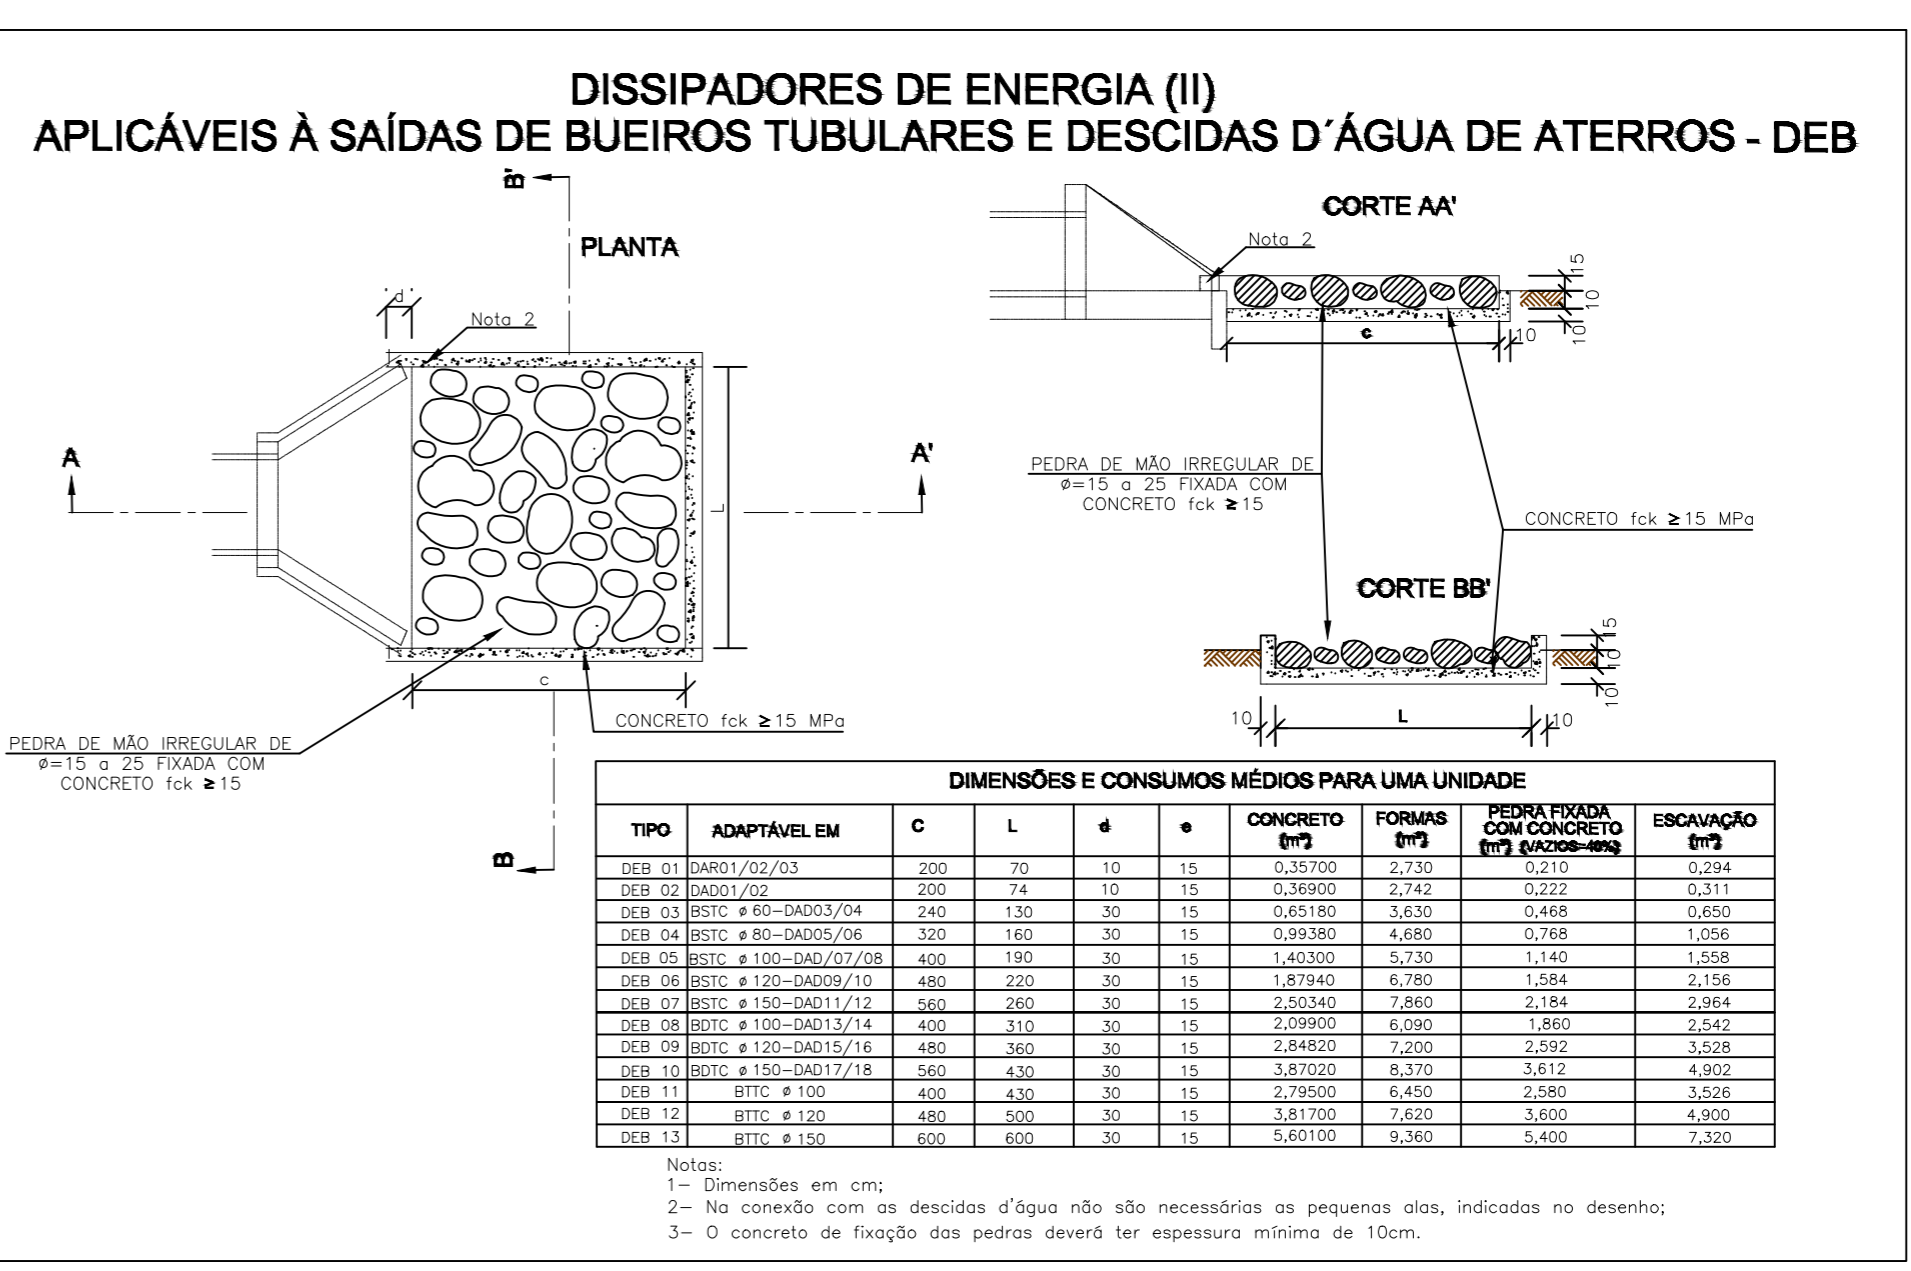 DISSIPADORES DE ENERGIA (II)
APLICÁVEIS À SAÍDAS DE BUEIROS TUBULARES E DESCIDAS D´ÁGUA DE ATERROS - DEB
B'
PLANTA
d
Nota 2
A
A'
L
C
B
PEDRA DE MÃO IRREGULAR DE
ø=15 a 25 FIXADA COM
CONCRETO fck ≥15
CONCRETO fck ≥15 MPa
CORTE AA'
Nota 2
15
10
10
C
10
PEDRA DE MÃO IRREGULAR DE
ø=15 a 25 FIXADA COM
CONCRETO fck ≥15
CONCRETO fck ≥15 MPa
CORTE BB'
15
10
10
10
L
10
DIMENSÕES E CONSUMOS MÉDIOS PARA UMA UNIDADE
TIPO ADAPTÁVEL EM C L d e CONCRETO (m³) FORMAS (m²) PEDRA FIXADA COM CONCRETO (m³) (VAZIOS=40%) ESCAVAÇÃO (m³)
DEB 01 DAR01/02/03 200 70 10 15 0,35700 2,730 0,210 0,294
DEB 02 DAD01/02 200 74 10 15 0,36900 2,742 0,222 0,311
DEB 03 BSTC ø60-DAD03/04 240 130 30 15 0,65180 3,630 0,468 0,650
DEB 04 BSTC ø80-DAD05/06 320 160 30 15 0,99380 4,680 0,768 1,056
DEB 05 BSTC ø100-DAD/07/08 400 190 30 15 1,40300 5,730 1,140 1,558
DEB 06 BSTC ø120-DAD09/10 480 220 30 15 1,87940 6,780 1,584 2,156
DEB 07 BSTC ø150-DAD11/12 560 260 30 15 2,50340 7,860 2,184 2,964
DEB 08 BDTC ø100-DAD13/14 400 310 30 15 2,09900 6,090 1,860 2,542
DEB 09 BDTC ø120-DAD15/16 480 360 30 15 2,84820 7,200 2,592 3,528
DEB 10 BDTC ø150-DAD17/18 560 430 30 15 3,87020 8,370 3,612 4,902
DEB 11 BTTC ø100 400 430 30 15 2,79500 6,450 2,580 3,526
DEB 12 BTTC ø120 480 500 30 15 3,81700 7,620 3,600 4,900
DEB 13 BTTC ø150 600 600 30 15 5,60100 9,360 5,400 7,320
Notas:
1- Dimensões em cm;
2- Na conexão com as descidas d'água não são necessárias as pequenas alas, indicadas no desenho;
3- O concreto de fixação das pedras deverá ter espessura mínima de 10cm.